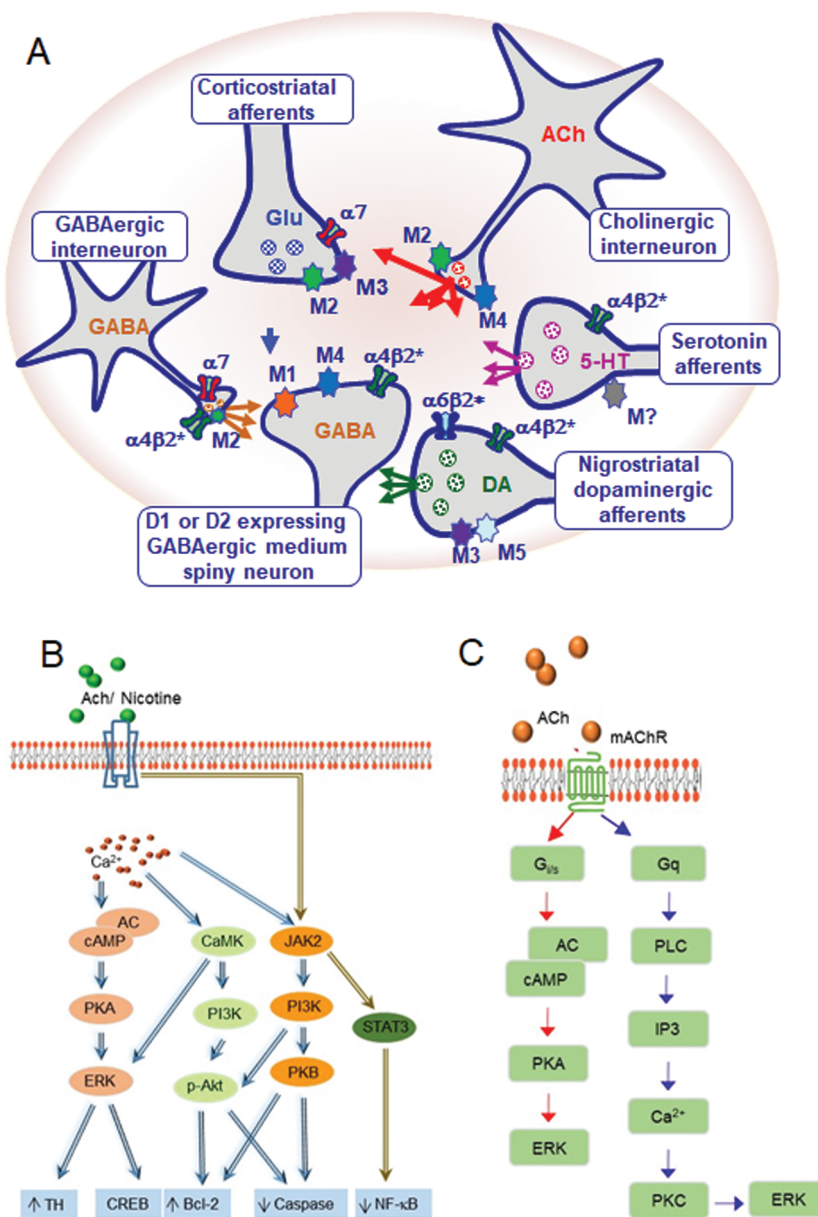 A
Corticostriatal
afferents
ACh
GABAergic
interneuron
Glu
α7
M2
Cholinergic
interneuron
M3
M2
M4
α4β2*
GABA
Serotonin
afferents
5-HT
M?
α7
M1
M4
α4β2*
α4β2*
M2
GABA
α6β2*
α4β2*
DA
Nigrostriatal
dopaminergic
afferents
D1 or D2 expressing
GABAergic medium
spiny neuron
M3
M5
B
Ach/ Nicotine
Ca²⁺
AC
cAMP
CaMK
JAK2
PKA
PI3K
PI3K
STAT3
ERK
p-Akt
PKB
↑ TH
CREB
↑ Bcl-2
↓ Caspase
↓ NF-κB
C
ACh
mAChR
Gi/s
Gq
AC
cAMP
PLC
IP3
PKA
Ca²⁺
ERK
PKC
ERK